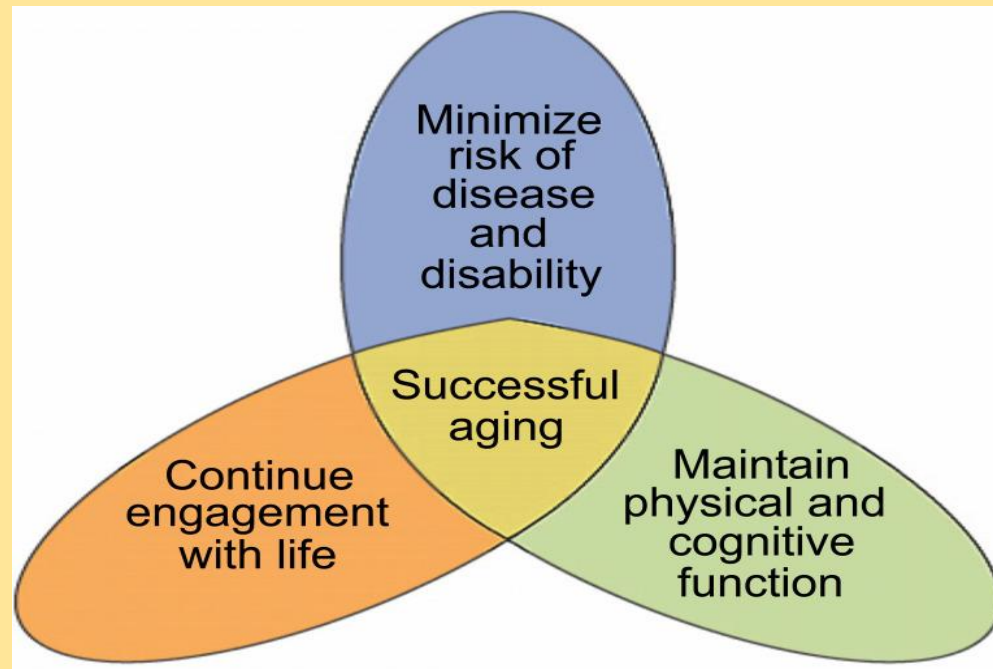 Minimize
risk of
disease
and
disability
Successful
aging
Continue
engagement
with life
Maintain
physical and
cognitive
function